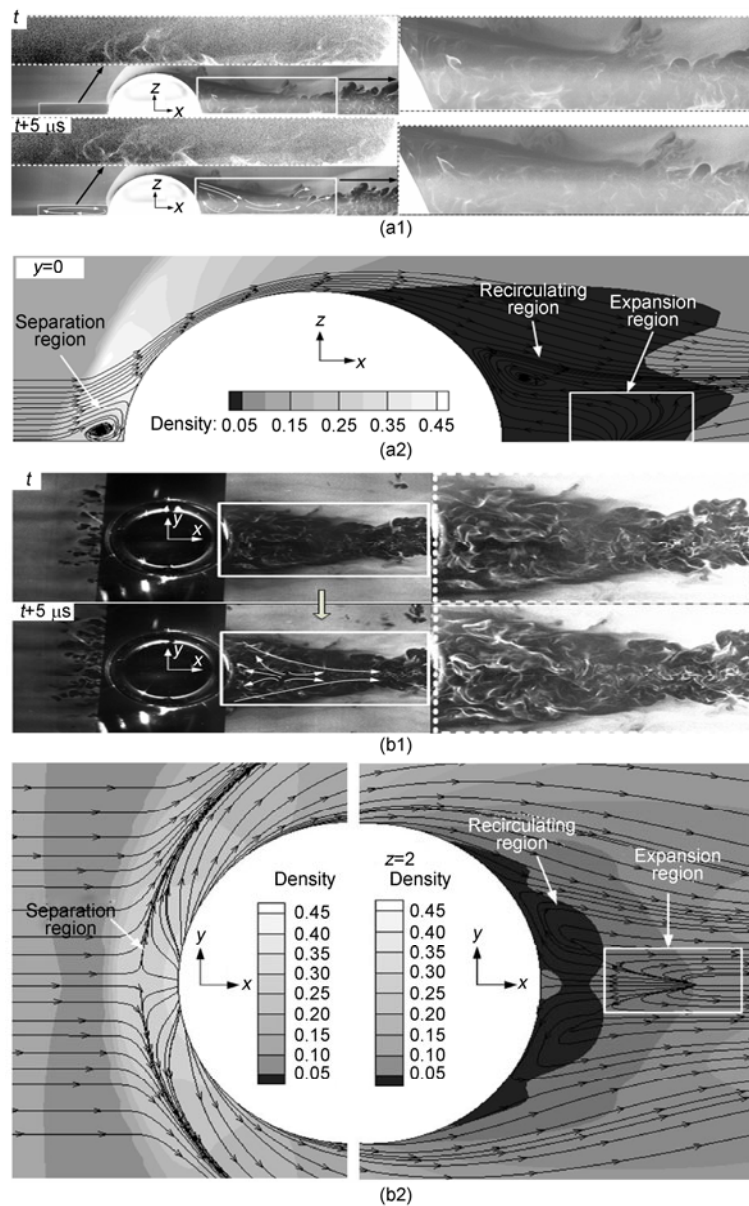 t
z
x
t+5 μs
z
x
(a1)
y=0
Separation region
z
x
Recirculating region
Expansion region
Density:
0.05 0.15 0.25 0.35 0.45
(a2)
t
y
x
t+5 μs
y
x
(b1)
Separation region
y
x
Density
0.45
0.40
0.35
0.30
0.25
0.20
0.15
0.10
0.05
z=2
Density
0.45
0.40
0.35
0.30
0.25
0.20
0.15
0.10
0.05
y
x
Recirculating region
Expansion region
(b2)